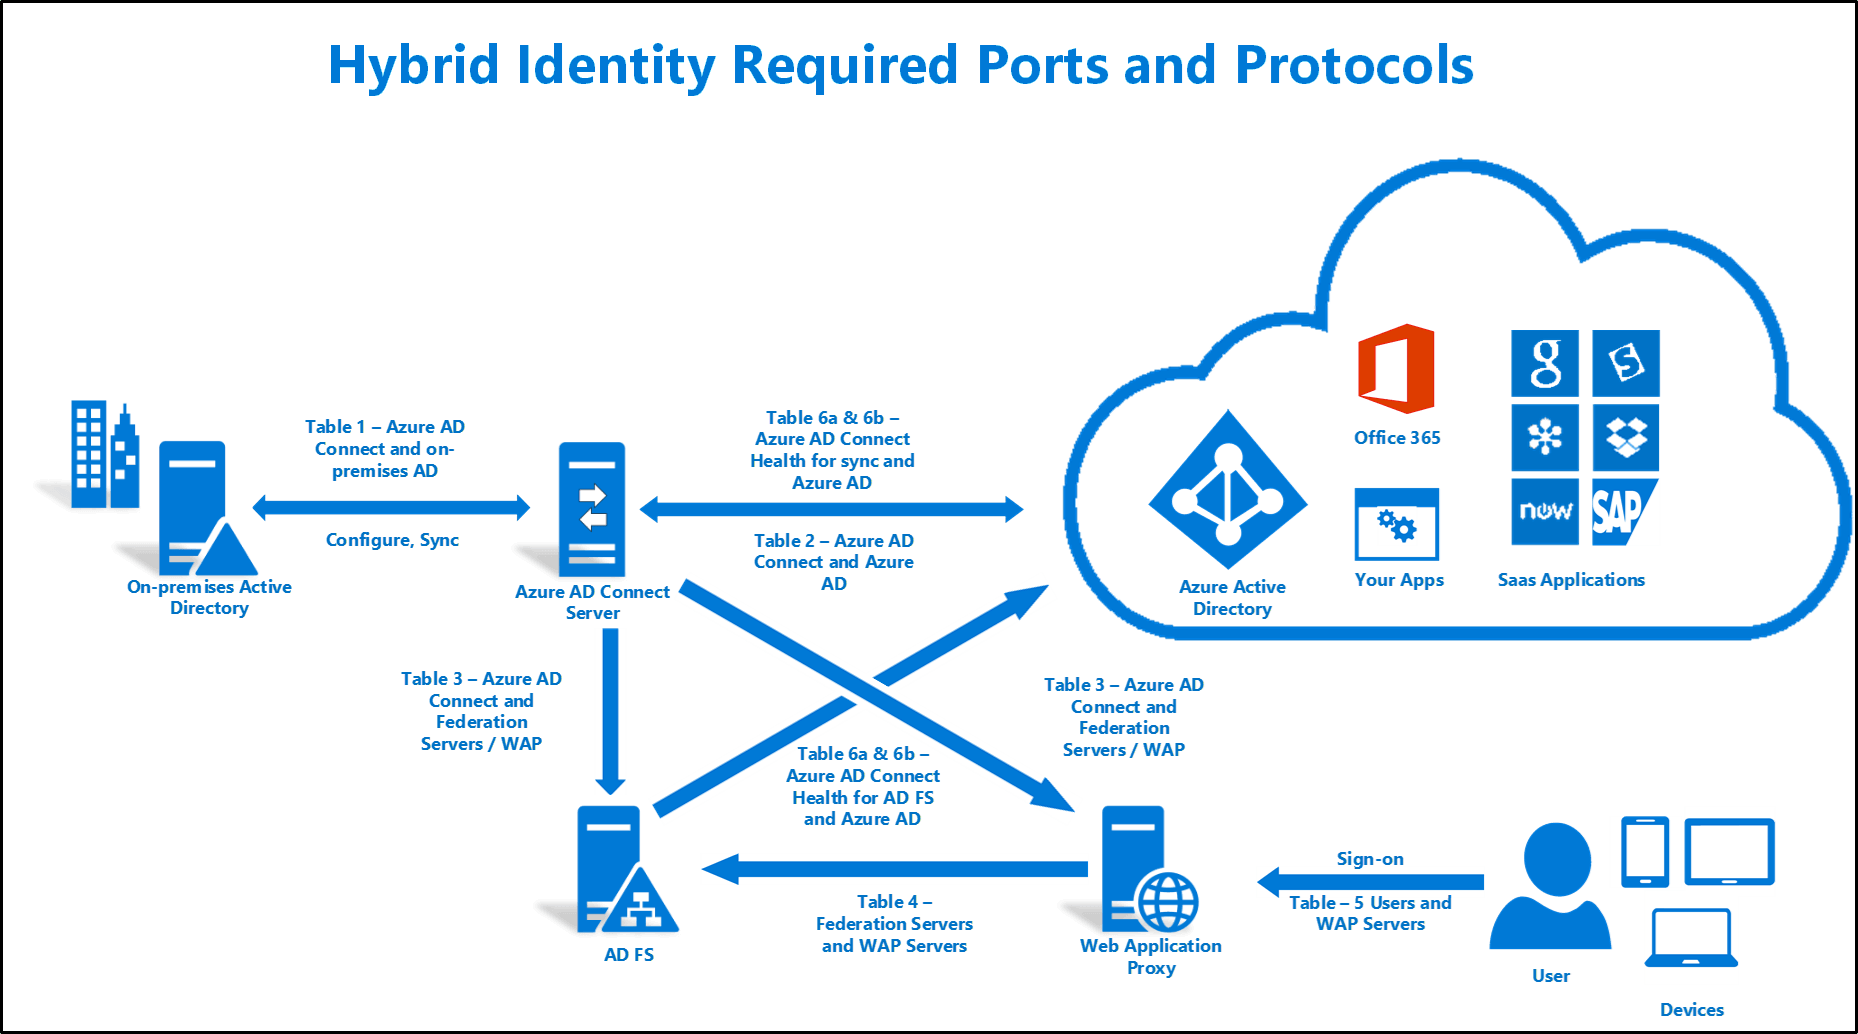 Hybrid Identity Required Ports and Protocols
Table 1 – Azure AD
Connect and on-
premises AD
Configure, Sync
On-premises Active
Directory
Azure AD Connect
Server
Table 6a & 6b –
Azure AD Connect
Health for sync and
Azure AD
Table 2 – Azure AD
Connect and Azure
AD
Azure Active
Directory
Office 365
Your Apps
g
S
now
SAP
Saas Applications
Table 3 – Azure AD
Connect and
Federation
Servers / WAP
Table 3 – Azure AD
Connect and
Federation
Servers / WAP
Table 6a & 6b –
Azure AD Connect
Health for AD FS
and Azure AD
AD FS
Table 4 –
Federation Servers
and WAP Servers
Web Application
Proxy
Sign-on
Table – 5 Users and
WAP Servers
User
Devices